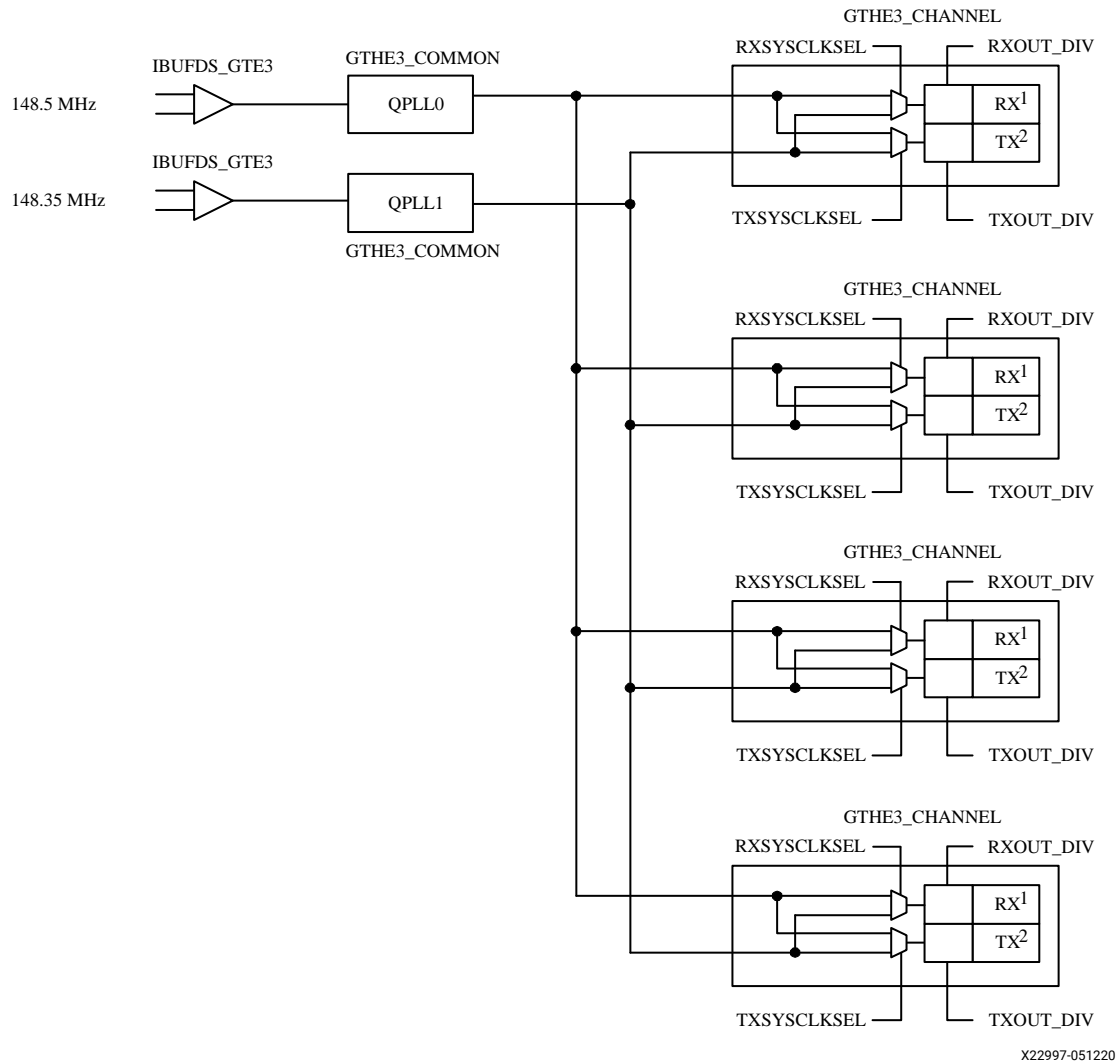 GTHE3_CHANNEL
RXSYSCLKSEL RXOUT_DIV
IBUFDS_GTE3 GTHE3_COMMON
148.5 MHz QPLL0 RX1
TX2
IBUFDS_GTE3
148.35 MHz QPLL1
TXSYSCLKSEL TXOUT_DIV
GTHE3_COMMON
GTHE3_CHANNEL
RXSYSCLKSEL RXOUT_DIV
RX1
TX2
TXSYSCLKSEL TXOUT_DIV
GTHE3_CHANNEL
RXSYSCLKSEL RXOUT_DIV
RX1
TX2
TXSYSCLKSEL TXOUT_DIV
GTHE3_CHANNEL
RXSYSCLKSEL RXOUT_DIV
RX1
TX2
TXSYSCLKSEL TXOUT_DIV
X22997-051220